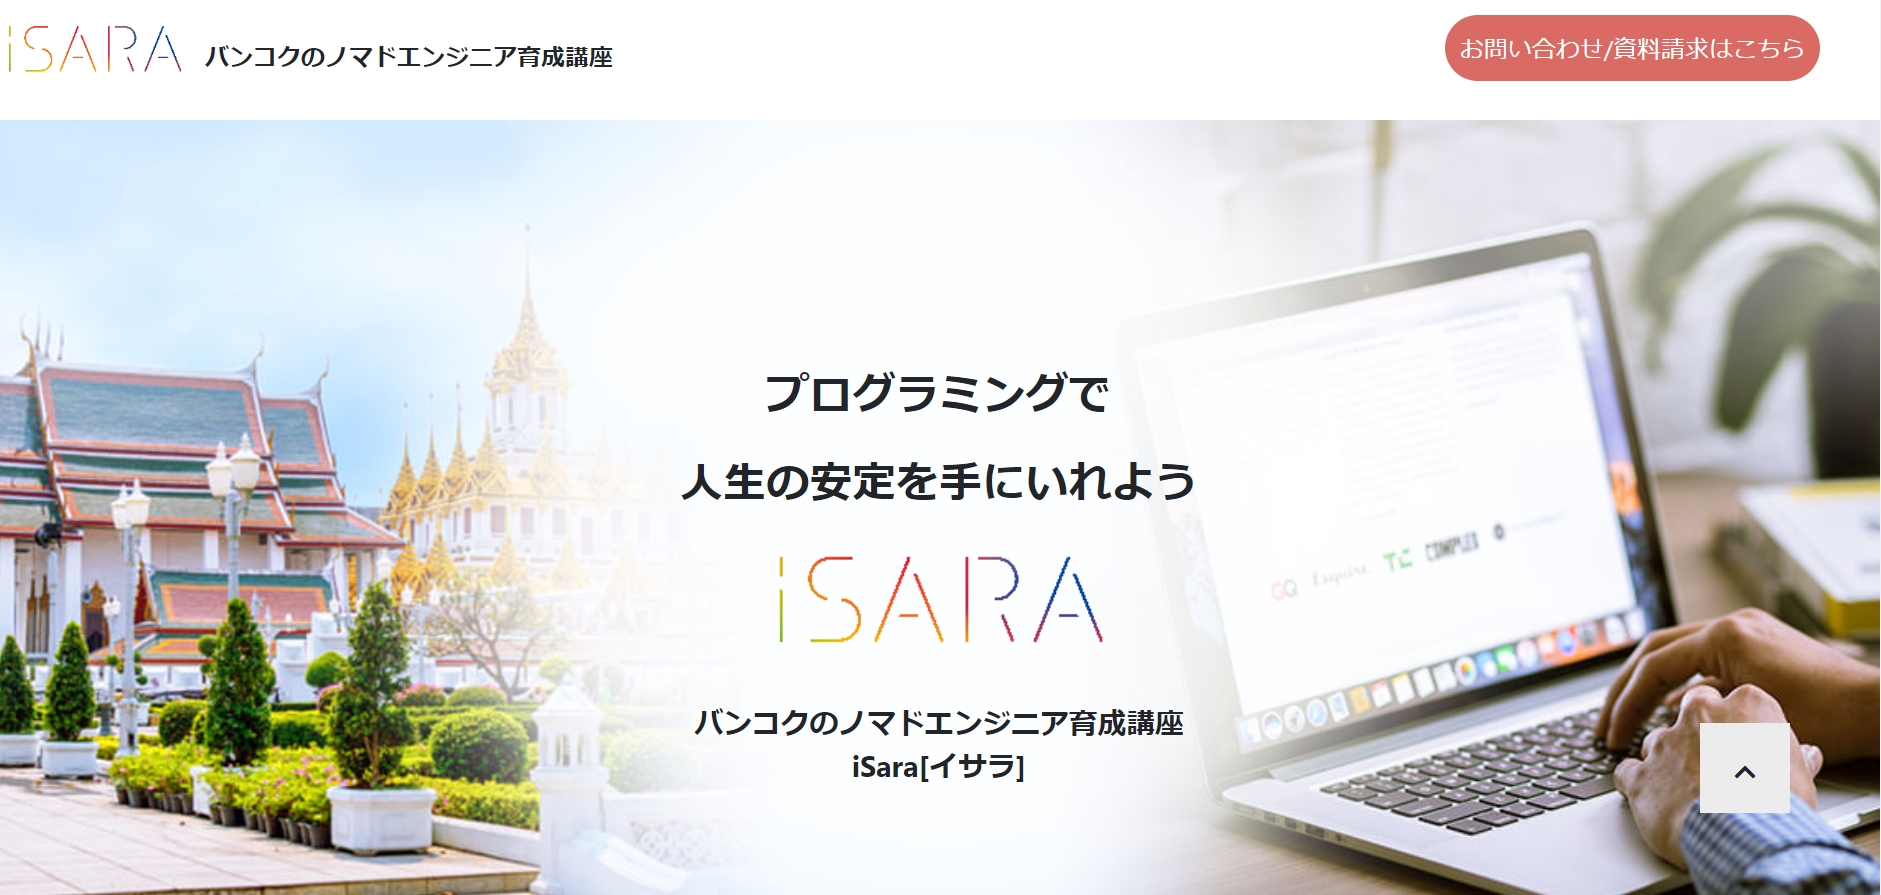 iSARA
バンコクのノマドエンジニア育成講座
お問い合わせ/資料請求はこちら
プログラミングで
人生の安定を手にいれよう
iSARA
バンコクのノマドエンジニア育成講座
iSara[イサラ]
GQ Esquire TC COMPLEX